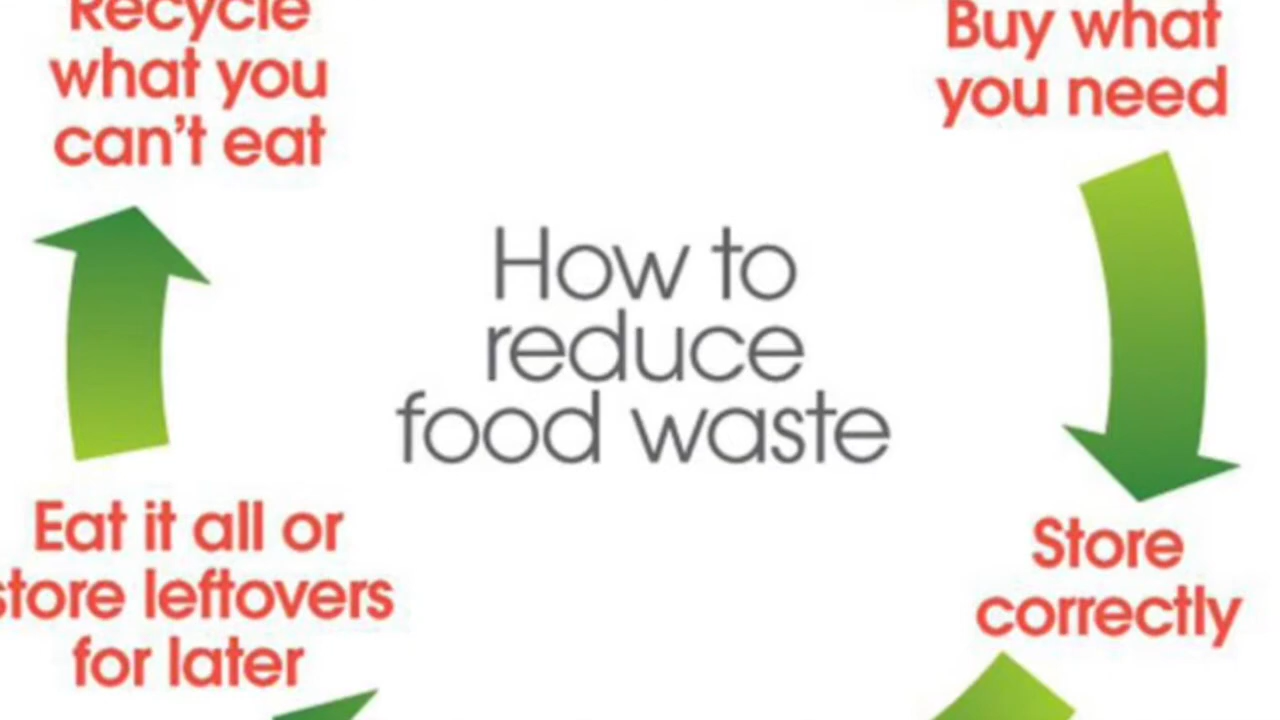 Recycle
what you
can't eat
Buy what
you need
How to
reduce
food waste
Eat it all or
store leftovers
for later
Store
correctly